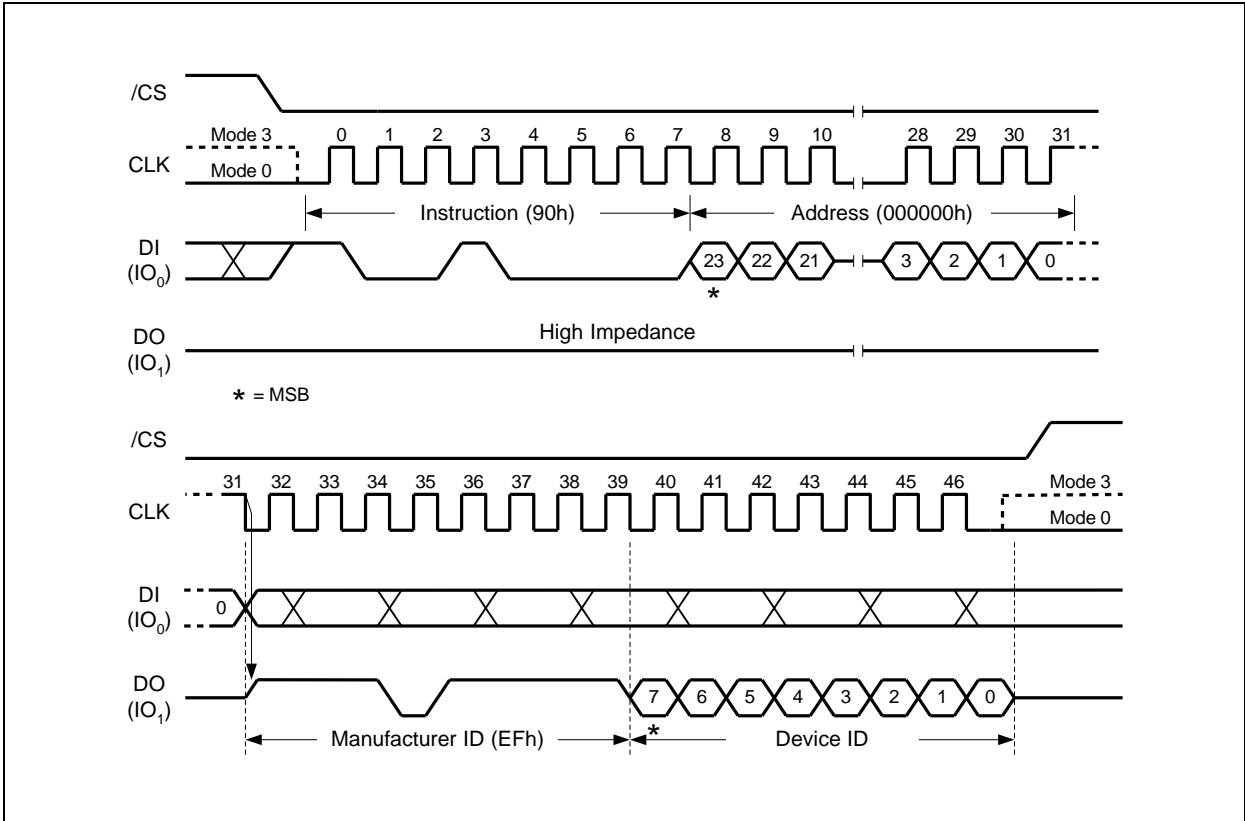 /CS
Mode 3
0 1 2 3 4 5 6 7 8 9 10 28 29 30 31
CLK
Mode 0
Instruction (90h) Address (000000h)
DI
(IO0)
23 22 21 3 2 1 0
*
DO
(IO1)
High Impedance
* = MSB
/CS
31 32 33 34 35 36 37 38 39 40 41 42 43 44 45 46
Mode 3
CLK
Mode 0
DI
(IO0)
0
DO
(IO1)
7 6 5 4 3 2 1 0
*
Manufacturer ID (EFh) Device ID